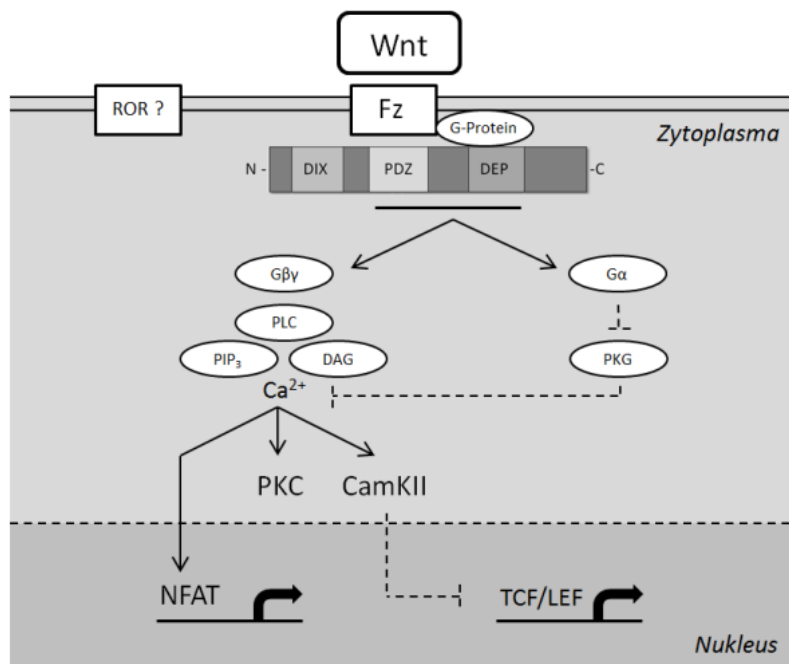 Wnt
ROR ?
Fz
G-Protein
Zytoplasma
N - DIX PDZ DEP -C
Gβγ
Gα
PLC
PIP₃
DAG
PKG
Ca²⁺
PKC
CamKII
NFAT
TCF/LEF
Nukleus